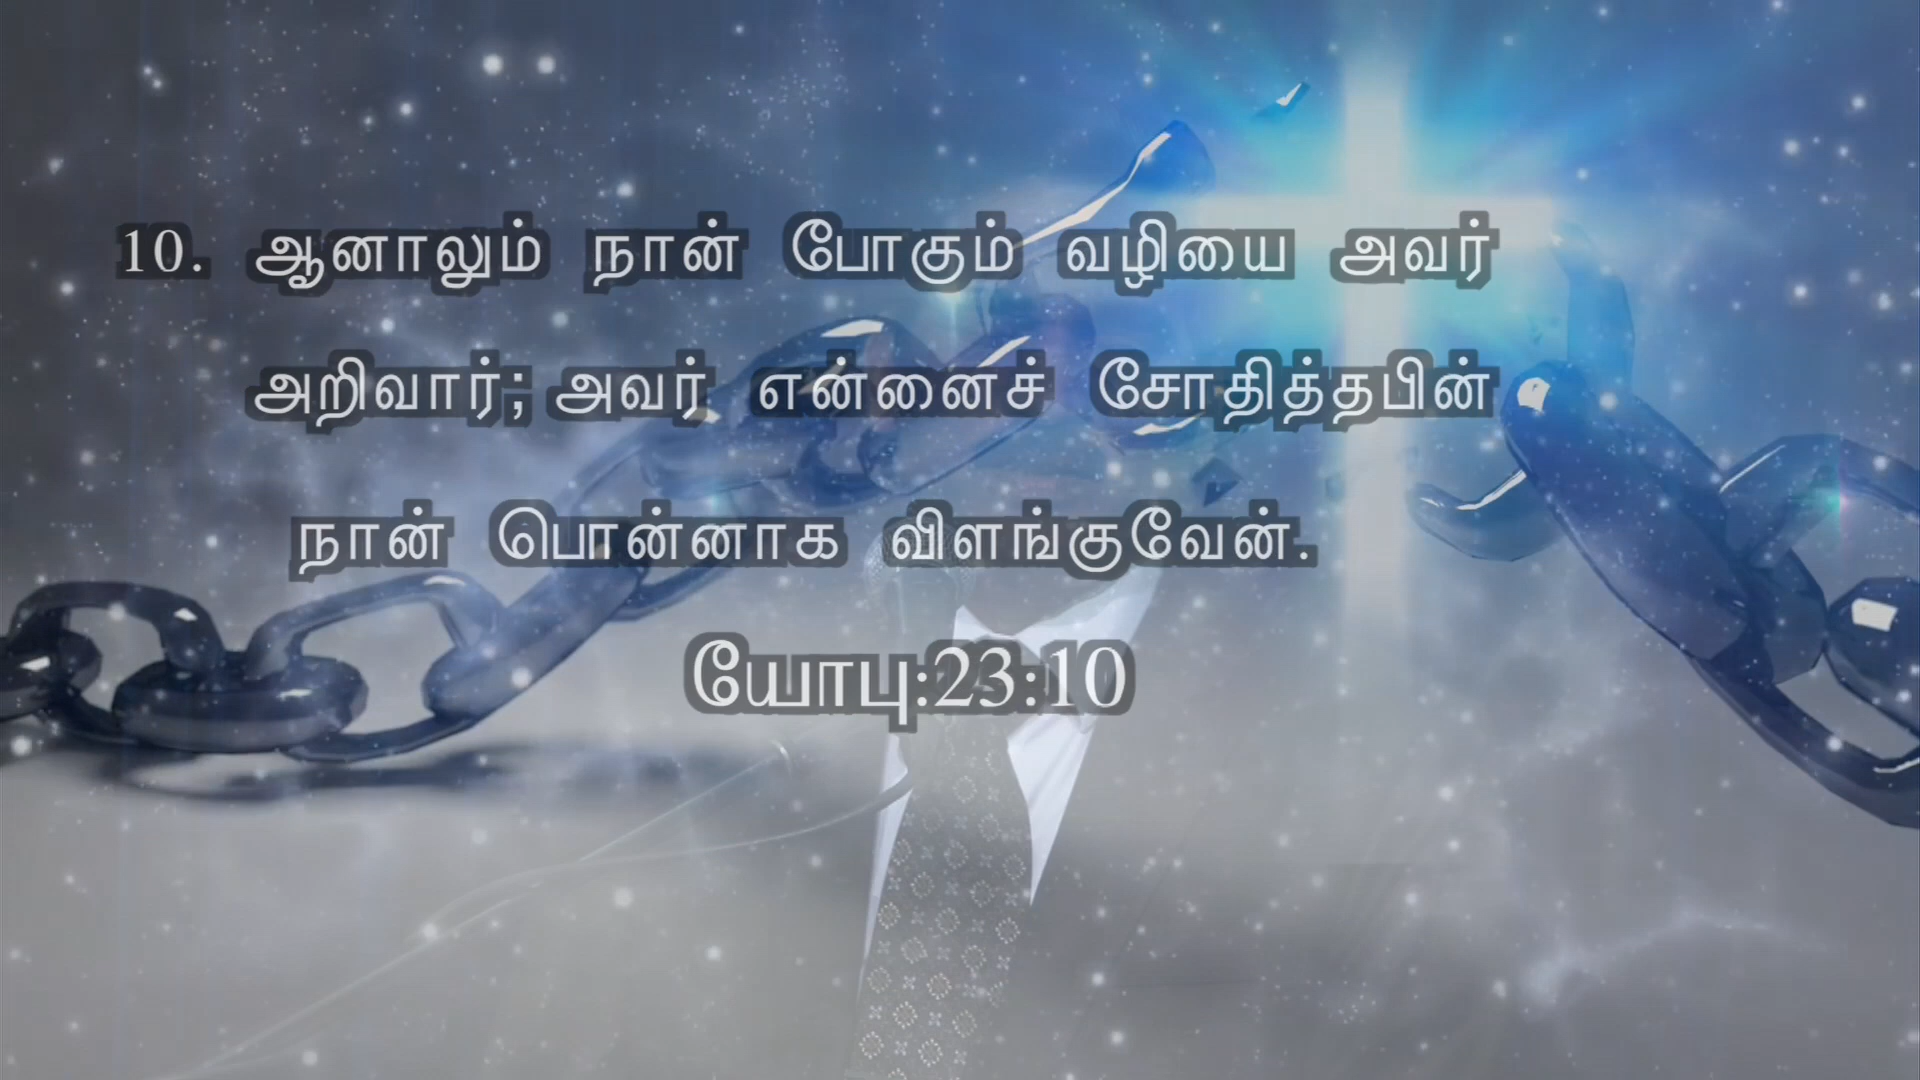 10. ஆனாலும் நான் போகும் வழியை அவர்
அறிவார்; அவர் என்னைச் சோதித்தபின்
நான் பொன்னாக விளங்குவேன்.
யோபு:23:10